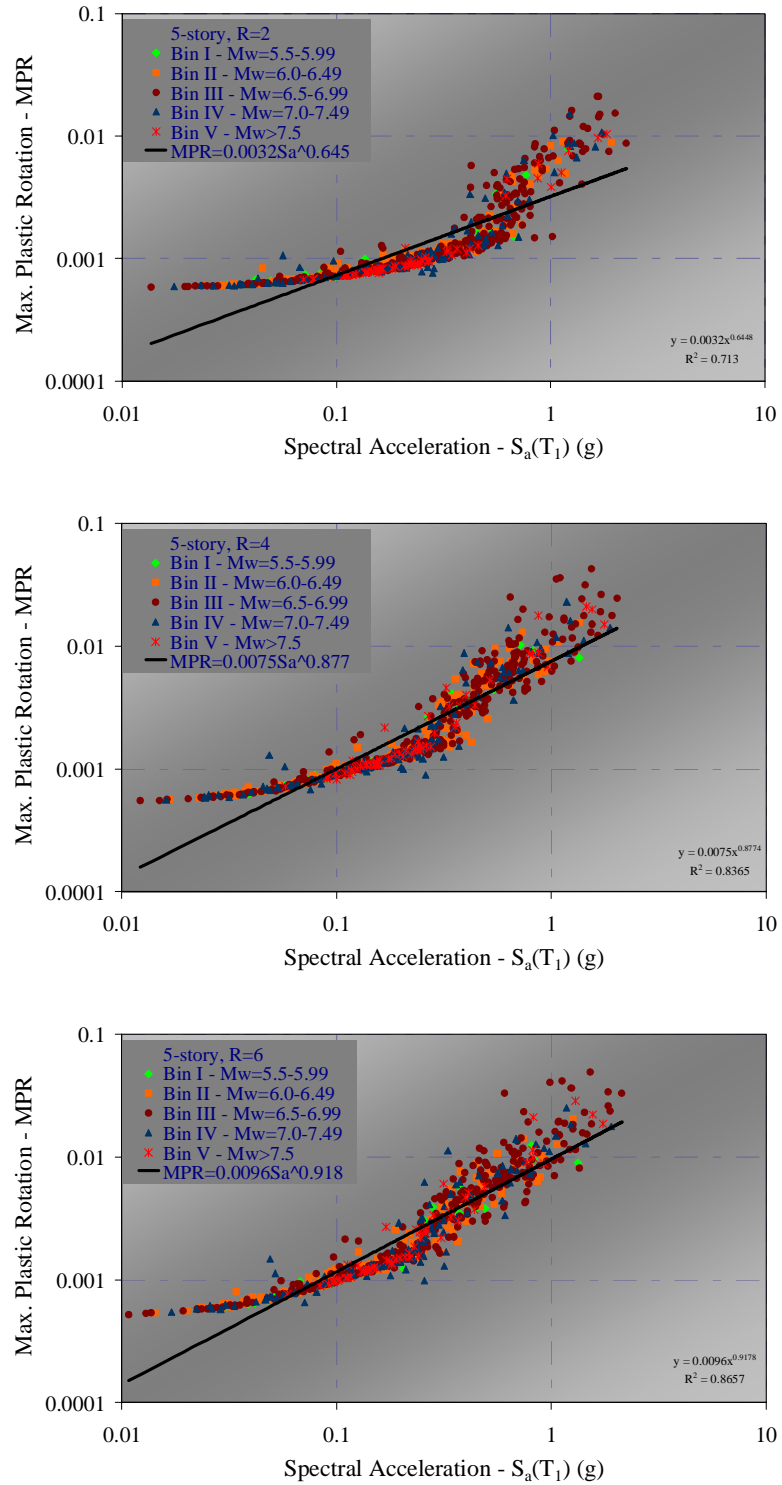 0.1
0.01
0.001
0.0001
Max. Plastic Rotation - MPR
5-story, R=2
Bin I - Mw=5.5-5.99
Bin II - Mw=6.0-6.49
Bin III - Mw=6.5-6.99
Bin IV - Mw=7.0-7.49
Bin V - Mw>7.5
MPR=0.0032Sa^0.645
y = 0.0032x^0.6448
R² = 0.713
0.01 0.1 1 10
Spectral Acceleration - Sa(T1) (g)
0.1
0.01
0.001
0.0001
Max. Plastic Rotation - MPR
5-story, R=4
Bin I - Mw=5.5-5.99
Bin II - Mw=6.0-6.49
Bin III - Mw=6.5-6.99
Bin IV - Mw=7.0-7.49
Bin V - Mw>7.5
MPR=0.0075Sa^0.877
y = 0.0075x^0.8774
R² = 0.8365
0.01 0.1 1 10
Spectral Acceleration - Sa(T1) (g)
0.1
0.01
0.001
0.0001
Max. Plastic Rotation - MPR
5-story, R=6
Bin I - Mw=5.5-5.99
Bin II - Mw=6.0-6.49
Bin III - Mw=6.5-6.99
Bin IV - Mw=7.0-7.49
Bin V - Mw>7.5
MPR=0.0096Sa^0.918
y = 0.0096x^0.9178
R² = 0.8657
0.01 0.1 1 10
Spectral Acceleration - Sa(T1) (g)